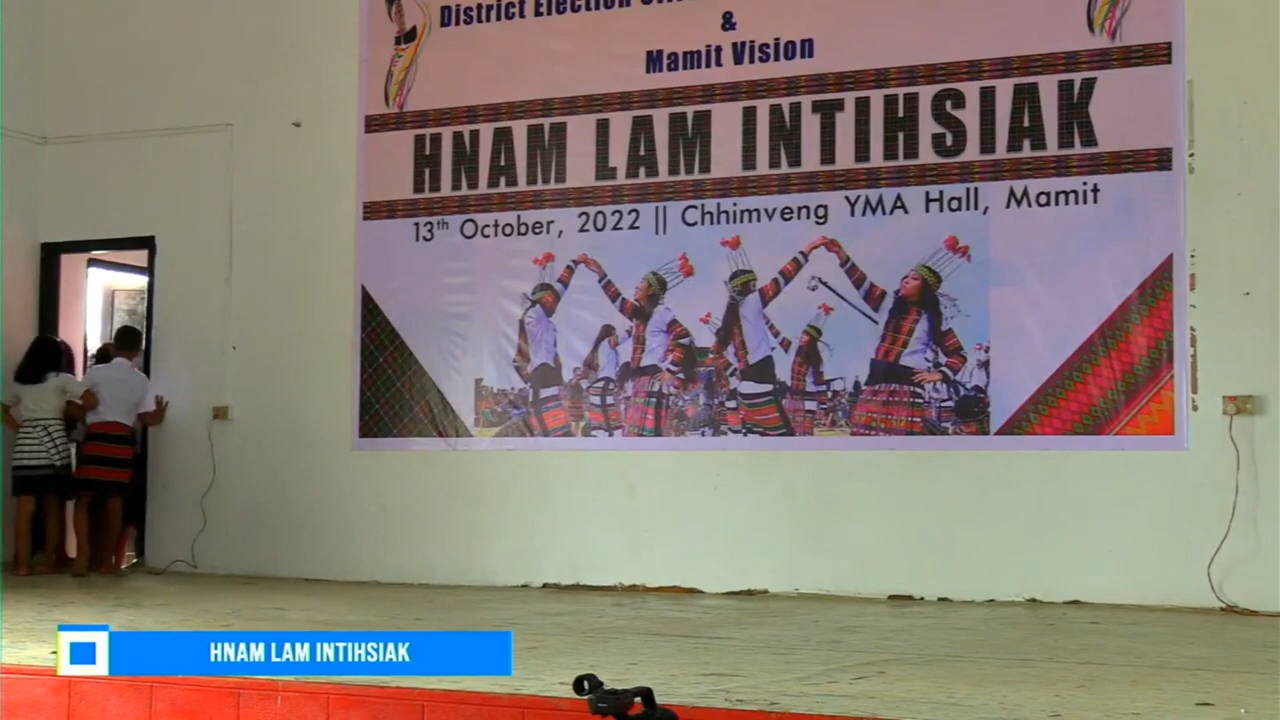 District Election
&
Mamit Vision
HNAM LAM INTIHSIAK
13th October, 2022 || Chhimveng YMA Hall, Mamit
HNAM LAM INTIHSIAK